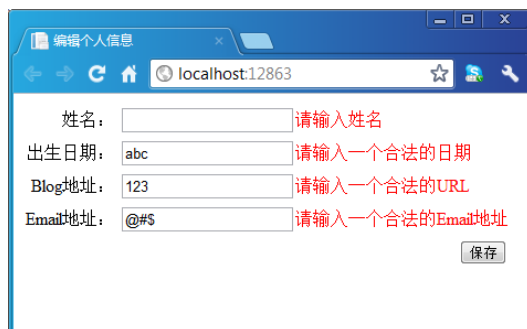 编辑个人信息
localhost:12863
姓名： 请输入姓名
出生日期： abc 请输入一个合法的日期
Blog地址： 123 请输入一个合法的URL
Email地址： @#$ 请输入一个合法的Email地址
保存